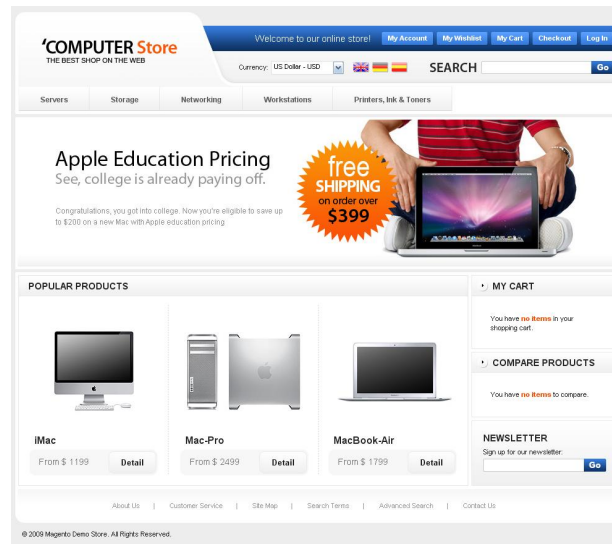 Welcome to our online store!
My Account
My Wishlist
My Cart
Checkout
Log In
'COMPUTER Store
THE BEST SHOP ON THE WEB
Currency:
US Dollar - USD
SEARCH
Go
Servers
Storage
Networking
Workstations
Printers, Ink & Toners
Apple Education Pricing
See, college is already paying off.
Congratulations, you got into college. Now you're eligible to save up
to $200 on a new Mac with Apple education pricing
free
SHIPPING
on order over
$399
POPULAR PRODUCTS
iMac
From $ 1199
Detail
Mac-Pro
From $ 2499
Detail
MacBook-Air
From $ 1799
Detail
MY CART
You have no items in your
shopping cart.
COMPARE PRODUCTS
You have no items to compare.
NEWSLETTER
Sign up for our newsletter:
Go
About Us | Customer Service | Site Map | Search Terms | Advanced Search | Contact Us
© 2009 Magento Demo Store. All Rights Reserved.